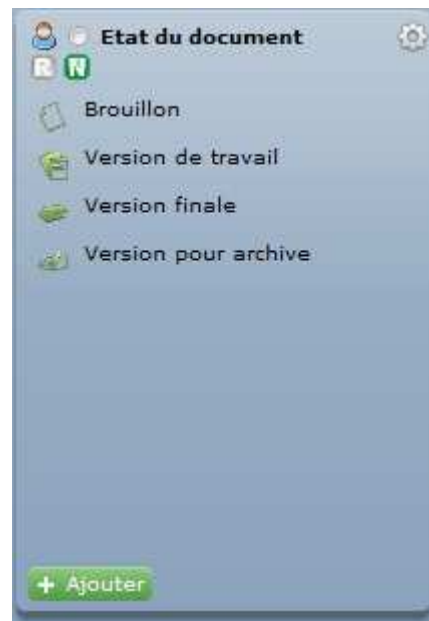 Etat du document
R N
Brouillon
Version de travail
Version finale
Version pour archive
+ Ajouter